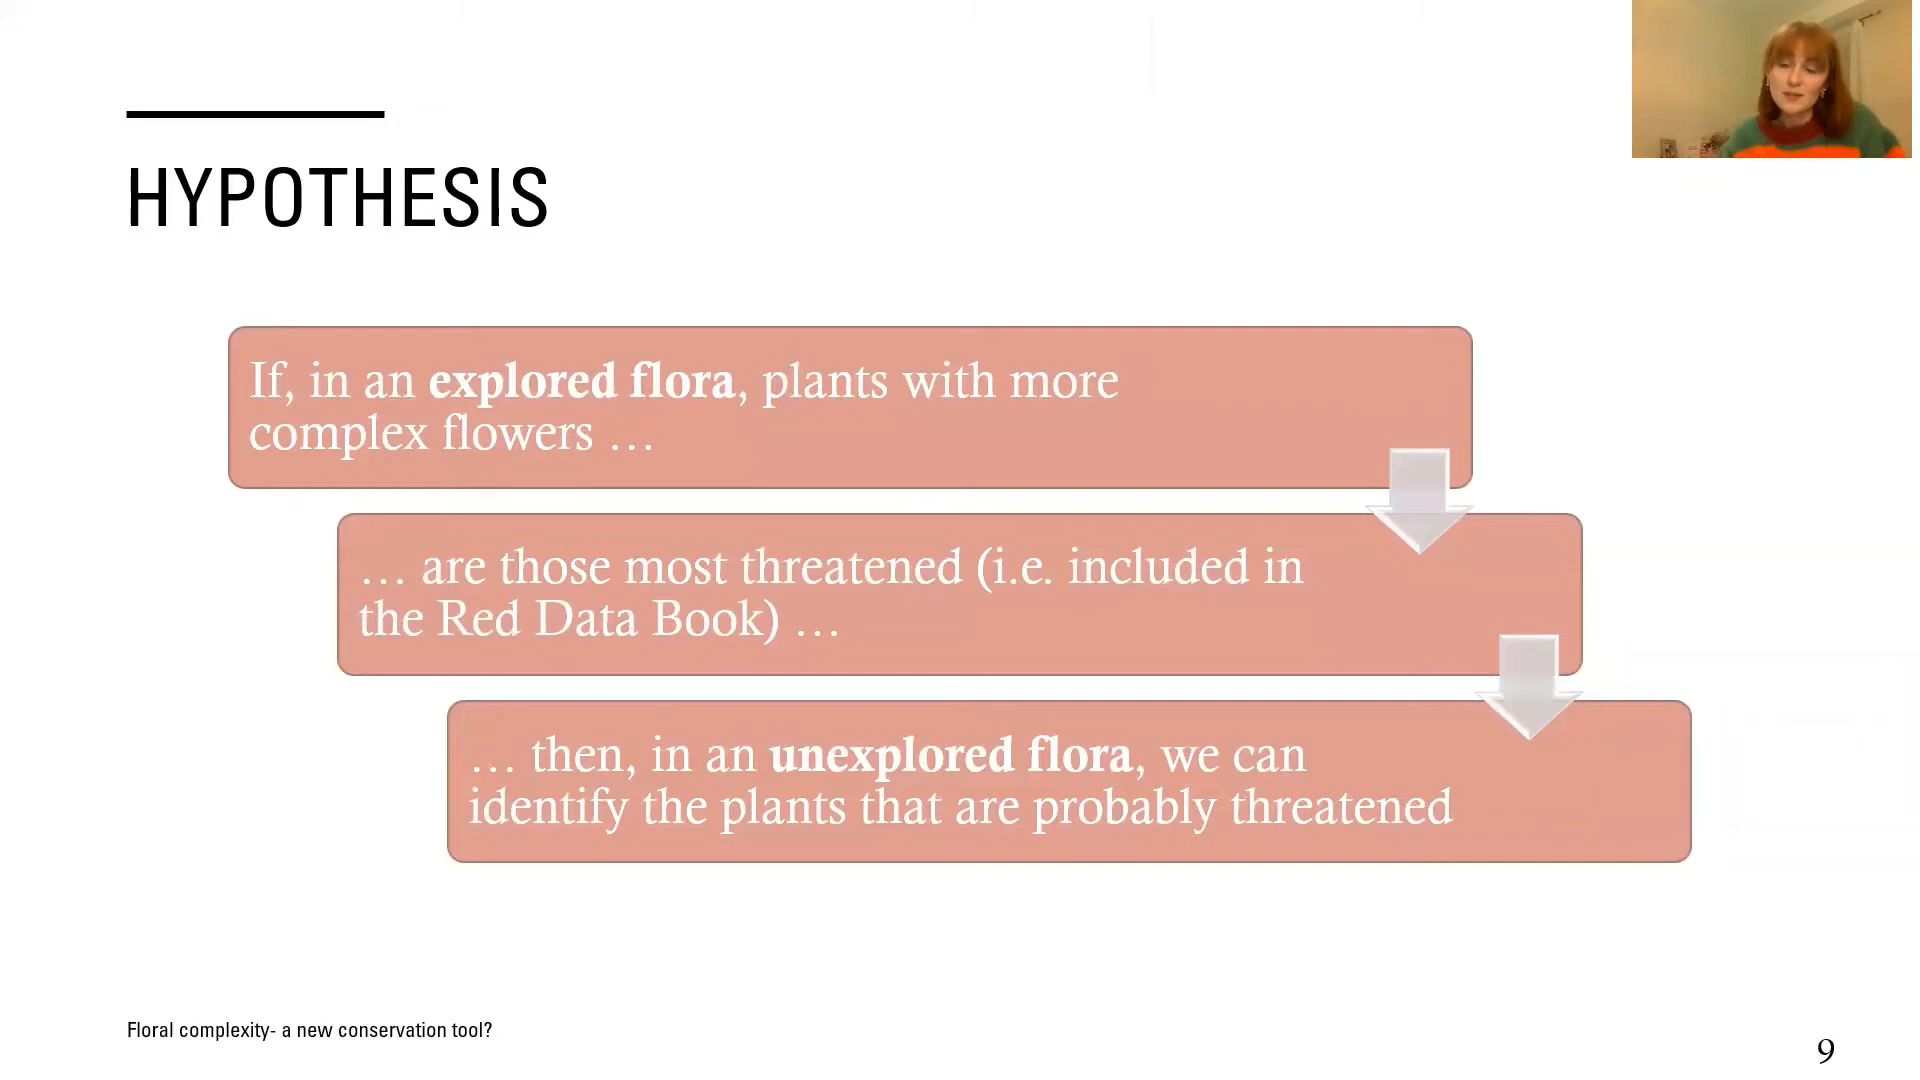 HYPOTHESIS
If, in an explored flora, plants with more
complex flowers …
… are those most threatened (i.e. included in
the Red Data Book) …
… then, in an unexplored flora, we can
identify the plants that are probably threatened
Floral complexity- a new conservation tool?
9